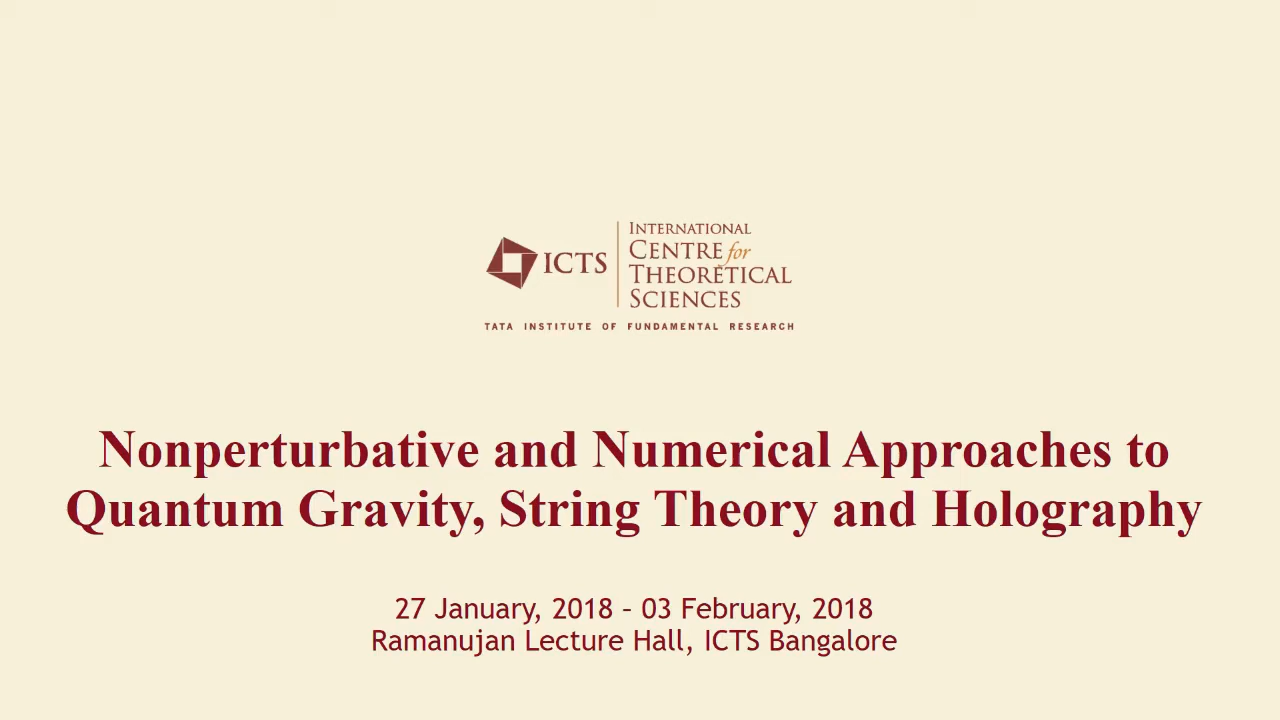 ICTS
INTERNATIONAL
CENTRE for
THEORETICAL
SCIENCES
TATA INSTITUTE OF FUNDAMENTAL RESEARCH
Nonperturbative and Numerical Approaches to
Quantum Gravity, String Theory and Holography
27 January, 2018 – 03 February, 2018
Ramanujan Lecture Hall, ICTS Bangalore